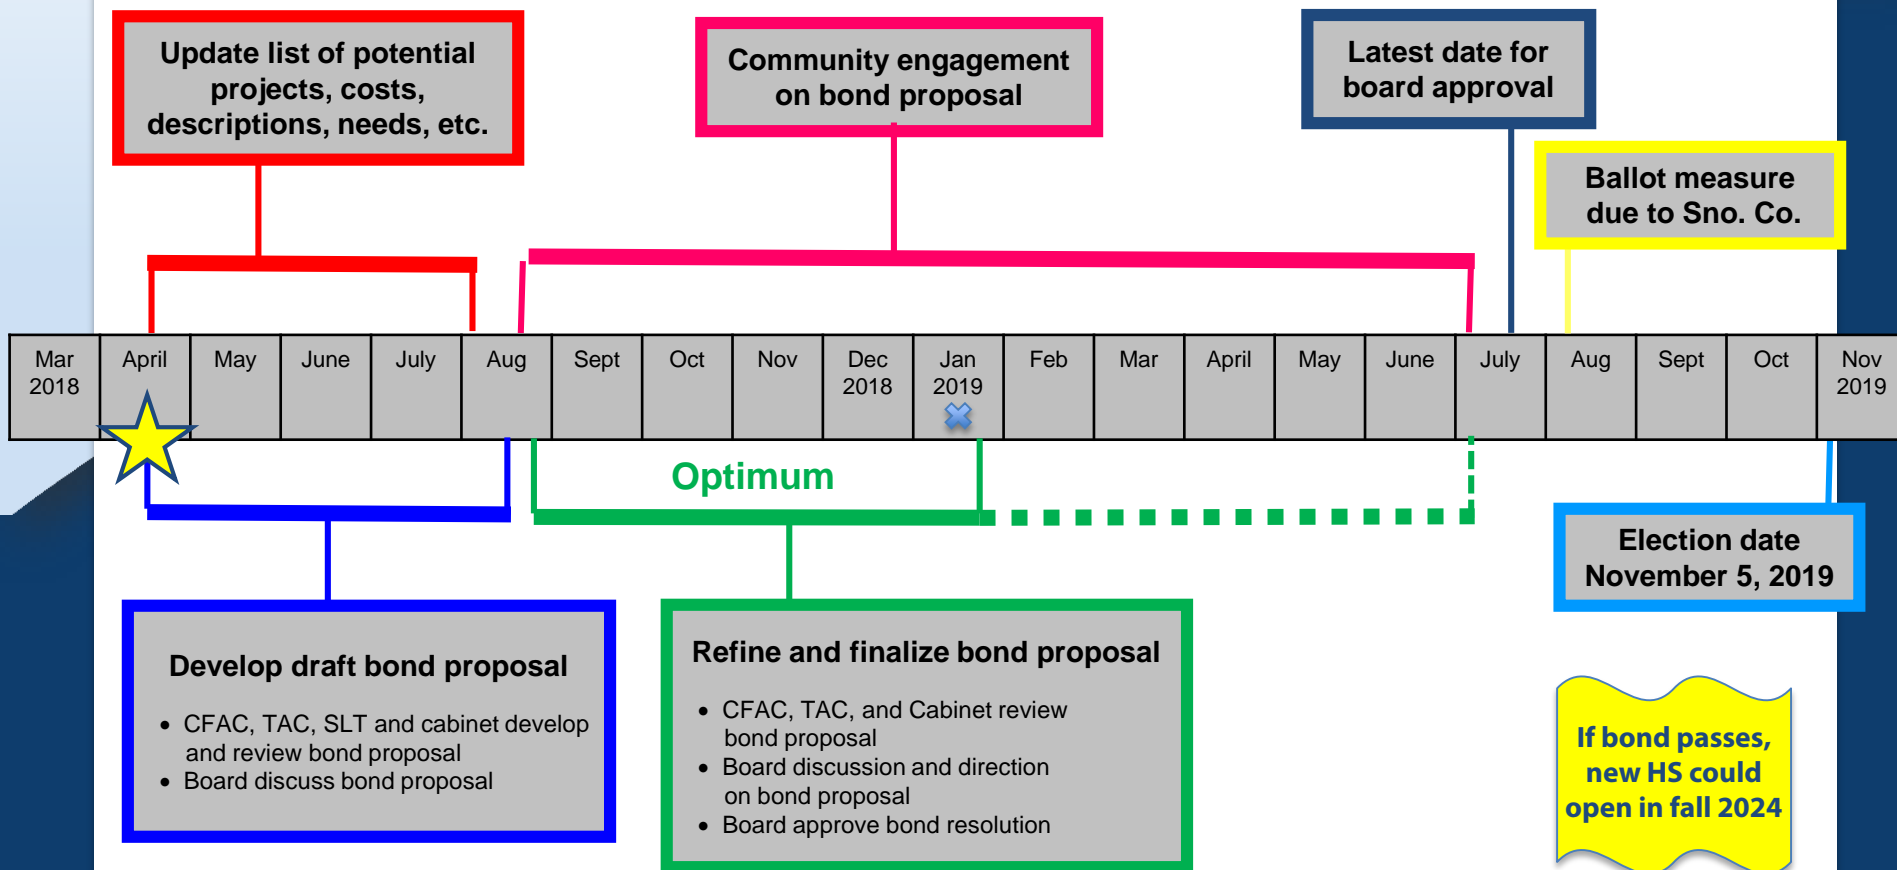 Update list of potential
projects, costs,
descriptions, needs, etc.
Community engagement
on bond proposal
Latest date for
board approval
Ballot measure
due to Sno. Co.
Mar
2018
April
May
June
July
Aug
Sept
Oct
Nov
Dec
2018
Jan
2019
Feb
Mar
April
May
June
July
Aug
Sept
Oct
Nov
2019
Optimum
Election date
November 5, 2019
Develop draft bond proposal
• CFAC, TAC, SLT and cabinet develop
and review bond proposal
• Board discuss bond proposal
Refine and finalize bond proposal
• CFAC, TAC, and Cabinet review
bond proposal
• Board discussion and direction
on bond proposal
• Board approve bond resolution
If bond passes,
new HS could
open in fall 2024